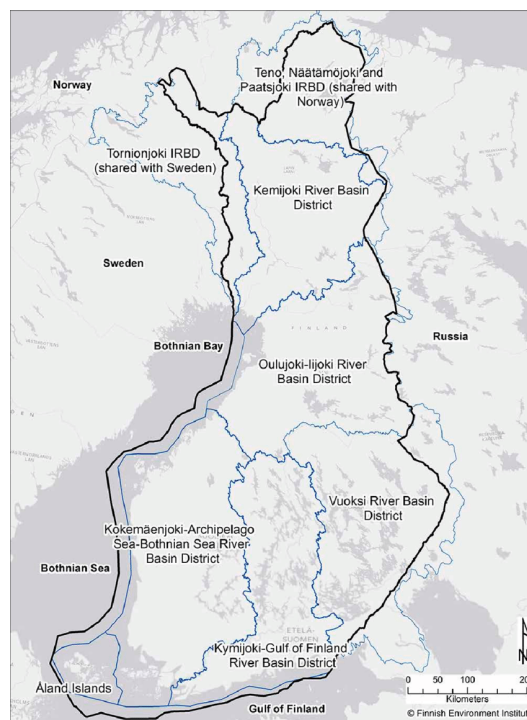 Norway
Teno, Näätämöjoki and
Paatsjoki IRBD (shared with
Norway)
Tornionjoki IRBD
(shared with Sweden)
Kemijoki River Basin
District
Sweden
FINLAND
Russia
Bothnian Bay
Oulujoki-Iijoki River
Basin District
Vuoksi River Basin
District
Kokemäenjoki-Archipelago
Sea-Bothnian Sea River
Basin District
Bothnian Sea
ETELÄ-
SUOMEN
Kymijoki-Gulf of Finland
River Basin District
Åland Islands
Gulf of Finland
N
0 50 100 20
Kilometers
© Finnish Environment Institut